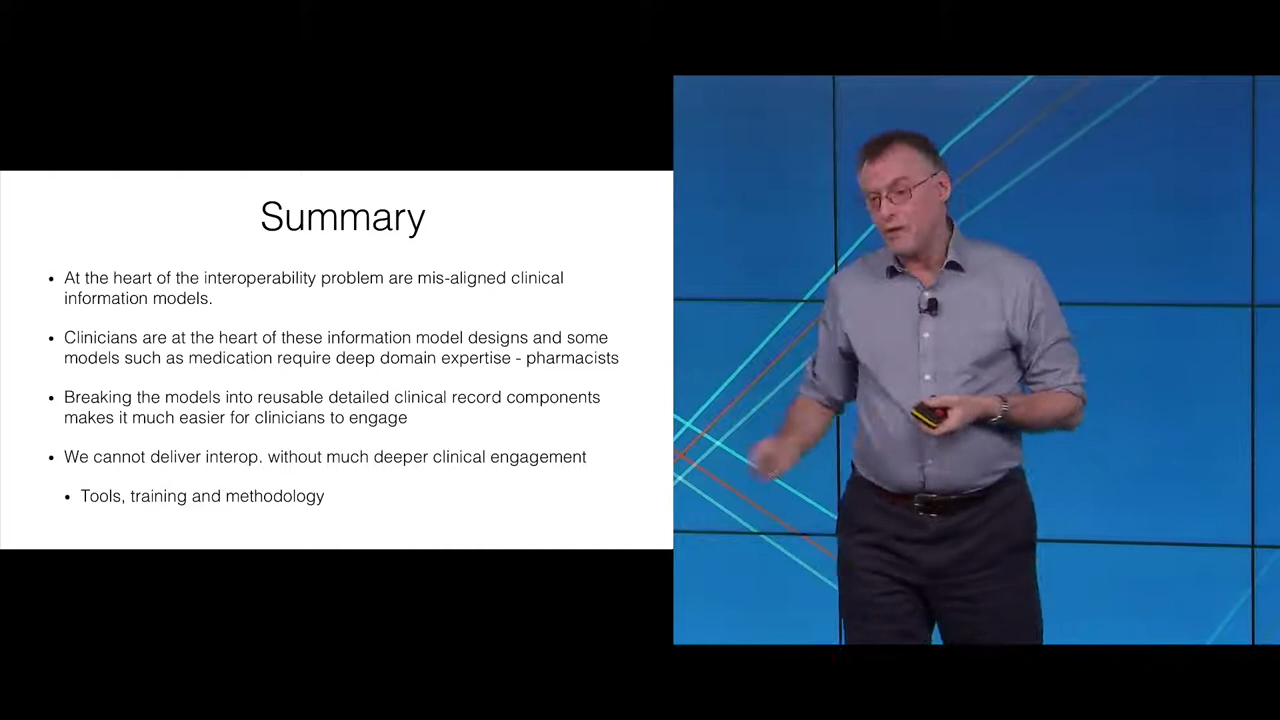 Summary
• At the heart of the interoperability problem are mis-aligned clinical
information models.
• Clinicians are at the heart of these information model designs and some
models such as medication require deep domain expertise - pharmacists
• Breaking the models into reusable detailed clinical record components
makes it much easier for clinicians to engage
• We cannot deliver interop. without much deeper clinical engagement
• Tools, training and methodology